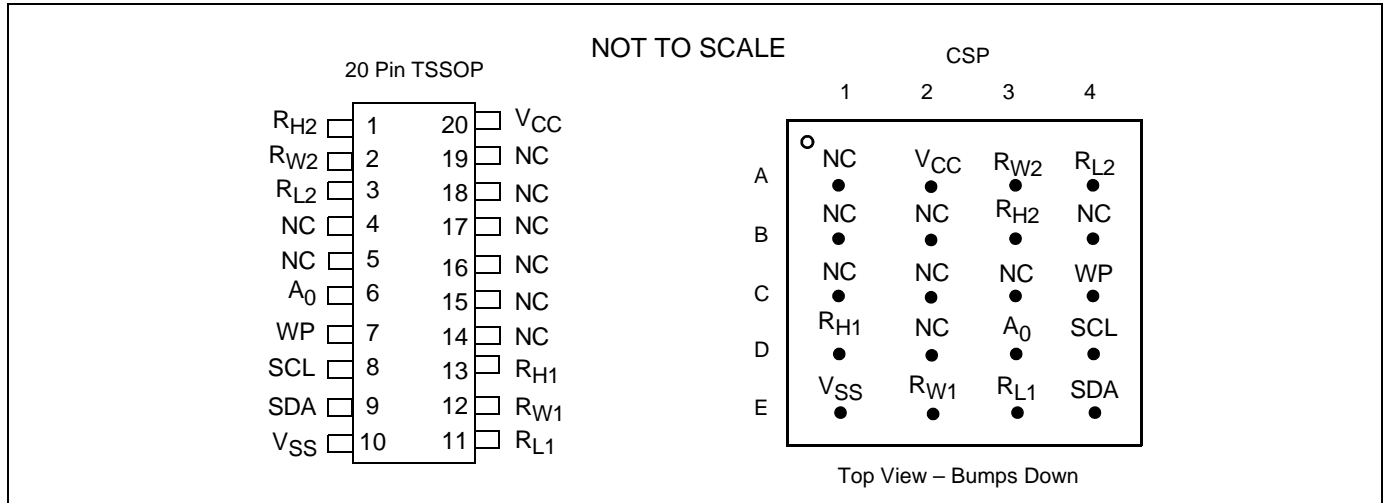 NOT TO SCALE
20 Pin TSSOP
RH2 1 20 VCC
RW2 2 19 NC
RL2 3 18 NC
NC 4 17 NC
NC 5 16 NC
A0 6 15 NC
WP 7 14 NC
SCL 8 13 RH1
SDA 9 12 RW1
VSS 10 11 RL1
CSP
1 2 3 4
A NC VCC RW2 RL2
B NC NC RH2 NC
C NC NC NC WP
D RH1 NC A0 SCL
E VSS RW1 RL1 SDA
Top View – Bumps Down